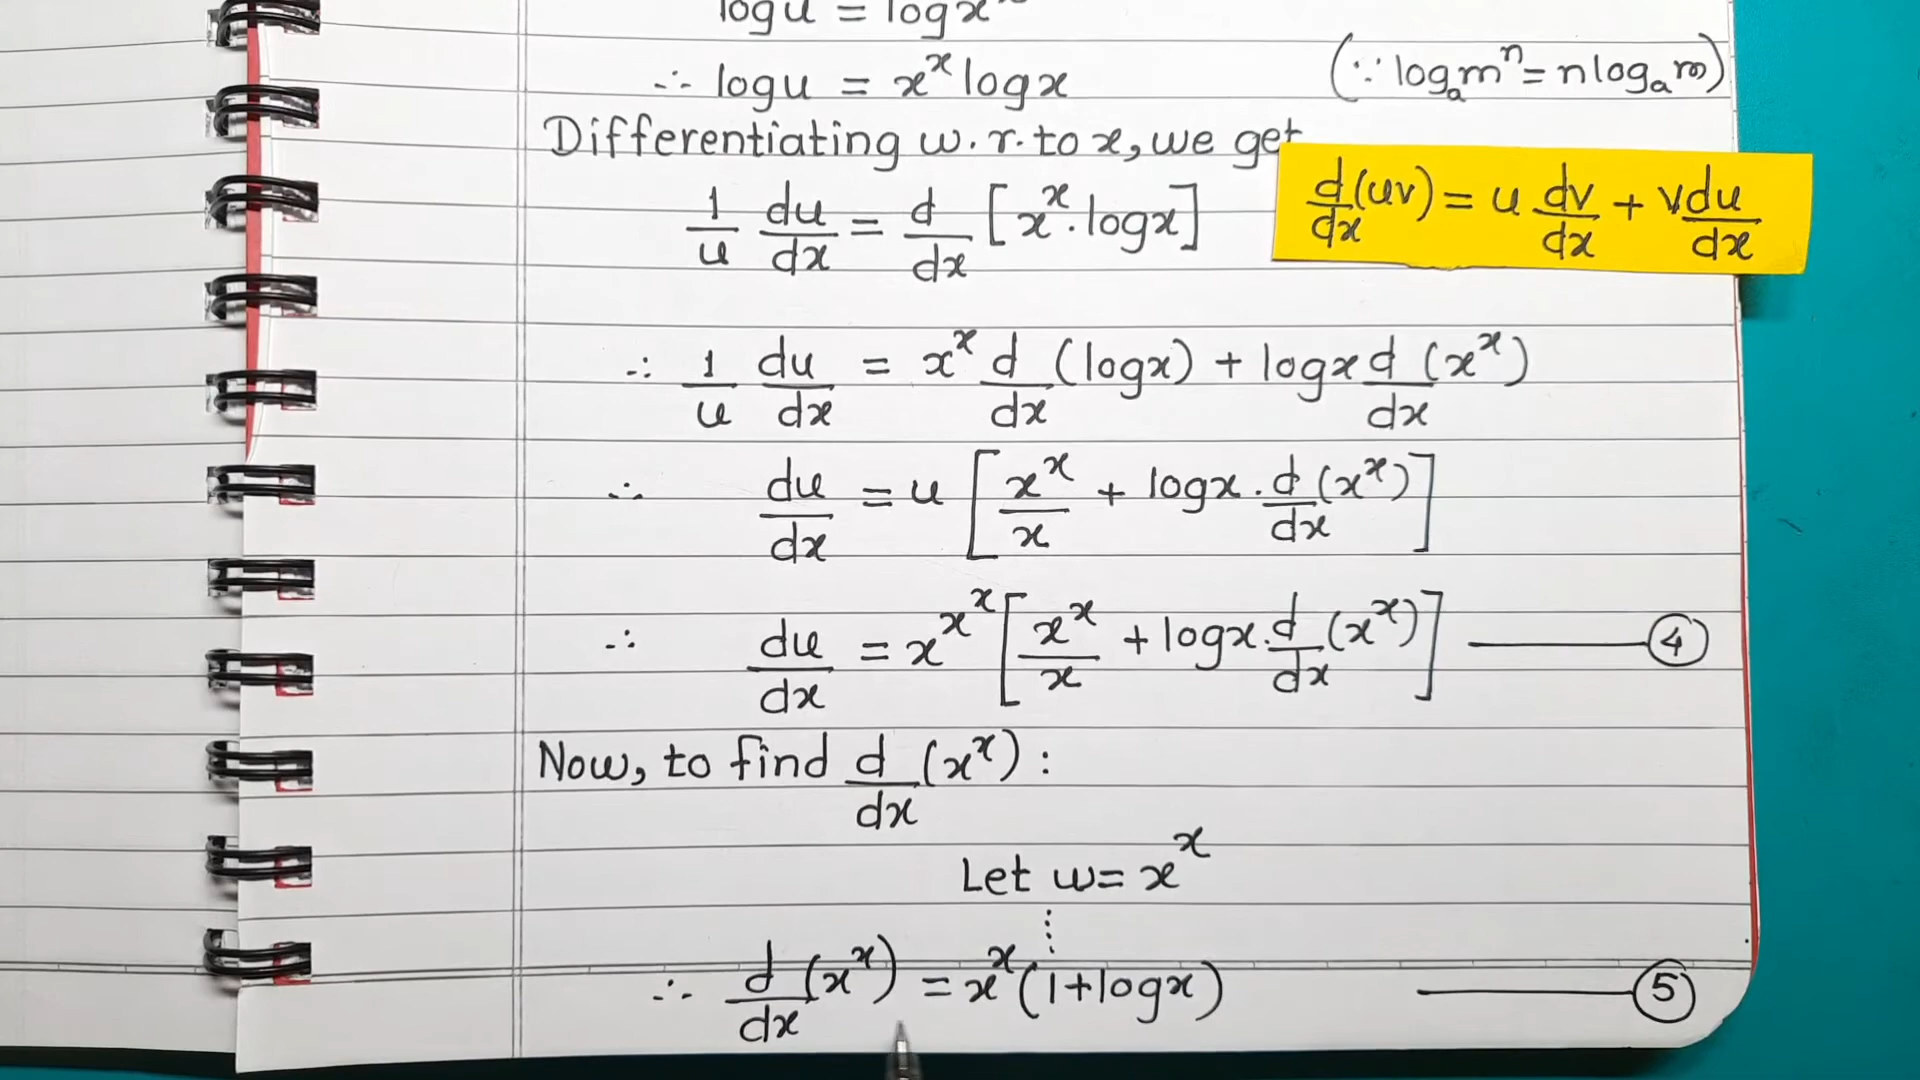 log u = log x
∴ log u = x^x log x (∵ log_a m^n = n log_a m)
Differentiating w.r. to x, we get
1/u du/dx = d/dx [x^x . log x]
d/dx (uv) = u dv/dx + v du/dx
∴ 1/u du/dx = x^x d/dx (log x) + log x d/dx (x^x)
∴ du/dx = u [x^x/x + log x . d/dx (x^x)]
∴ du/dx = x^x^x [x^x/x + log x . d/dx (x^x)] —— ④
Now, to find d/dx (x^x) :
Let w = x^x
⋮
∴ d/dx (x^x) = x^x (1 + log x) —— ⑤